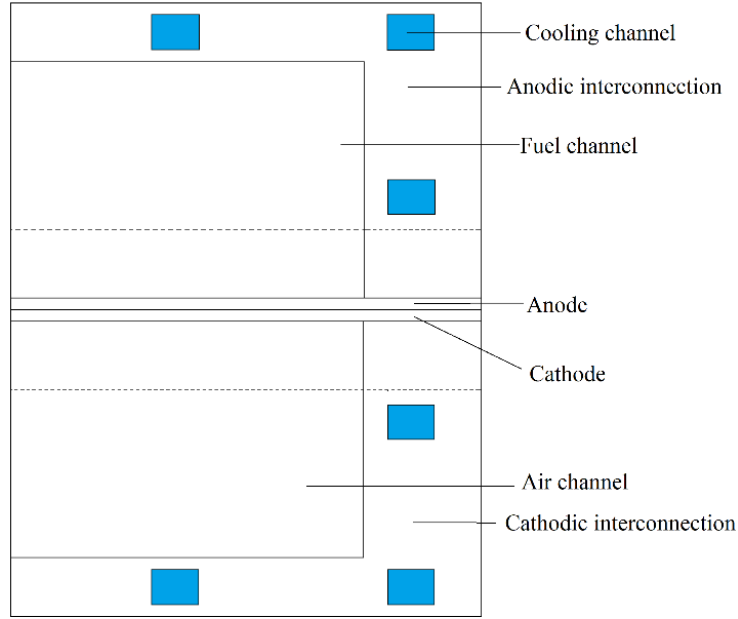 Cooling channel
Anodic interconnection
Fuel channel
Anode
Cathode
Air channel
Cathodic interconnection